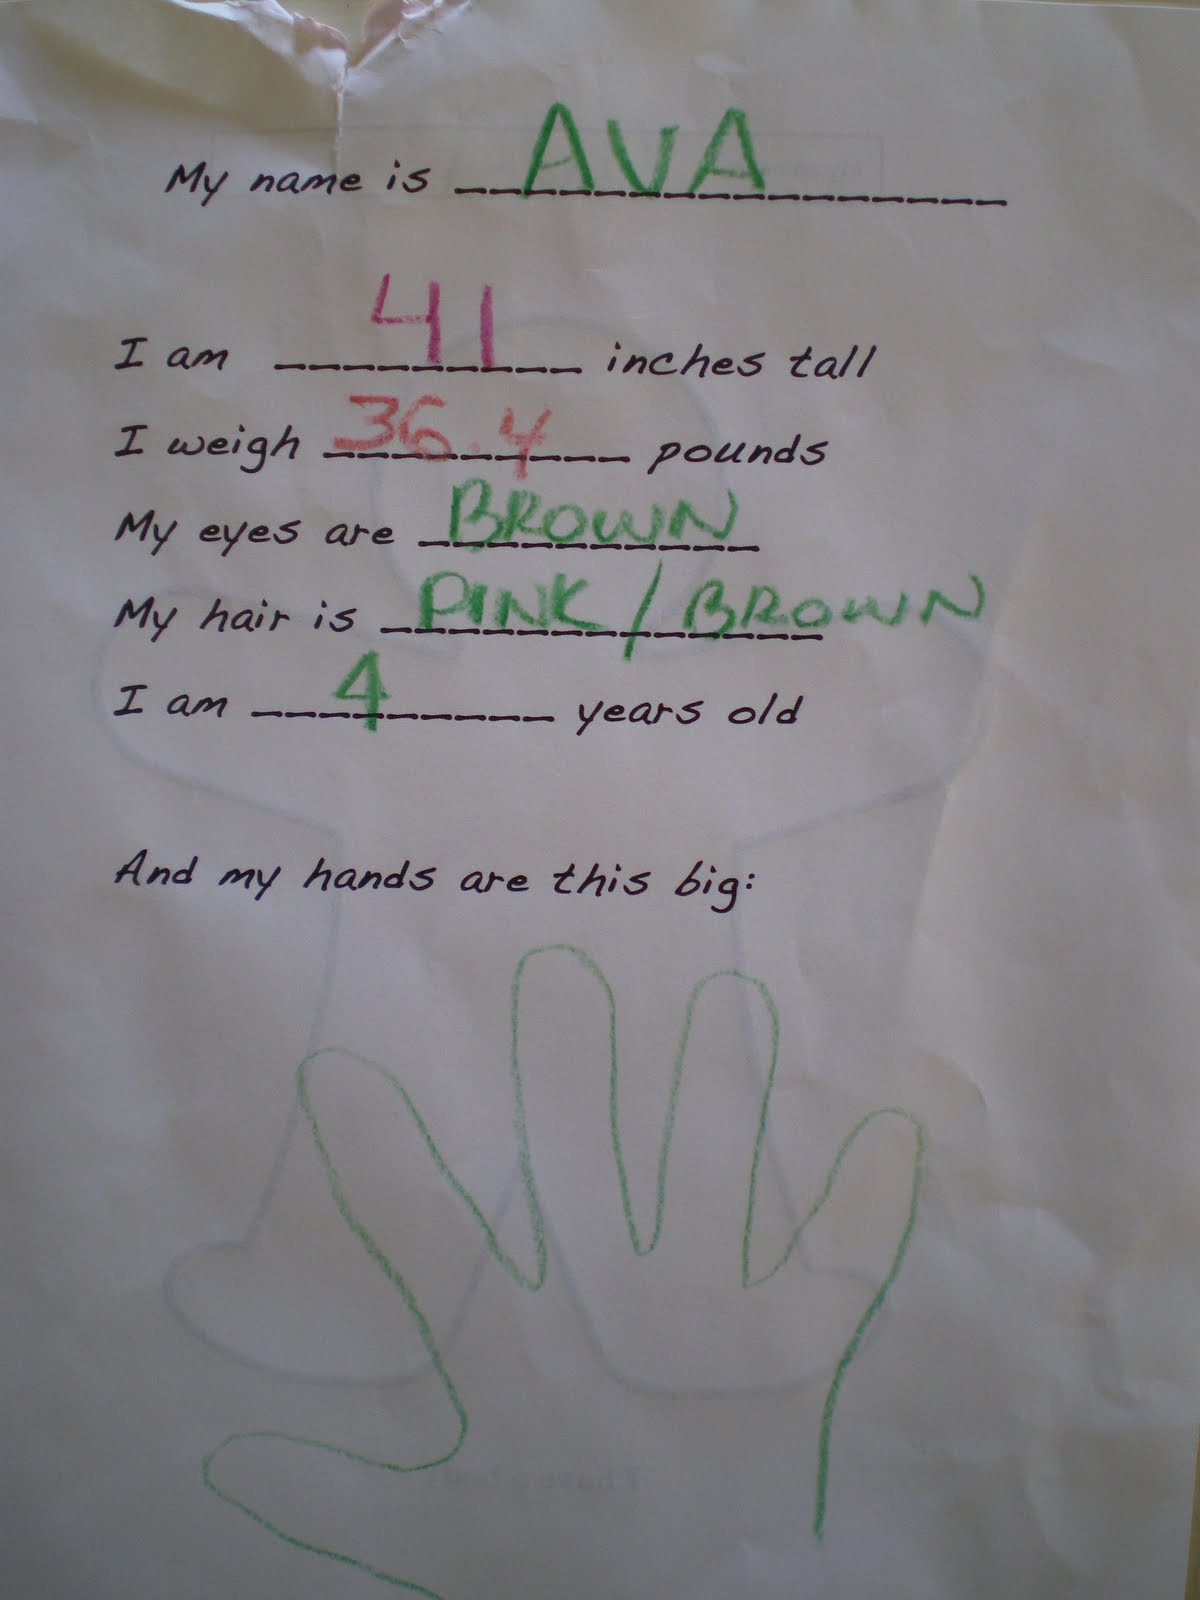 My name is AVA
I am 41 inches tall
I weigh 36.4 pounds
My eyes are BROWN
My hair is PINK / BROWN
I am 4 years old
And my hands are this big: